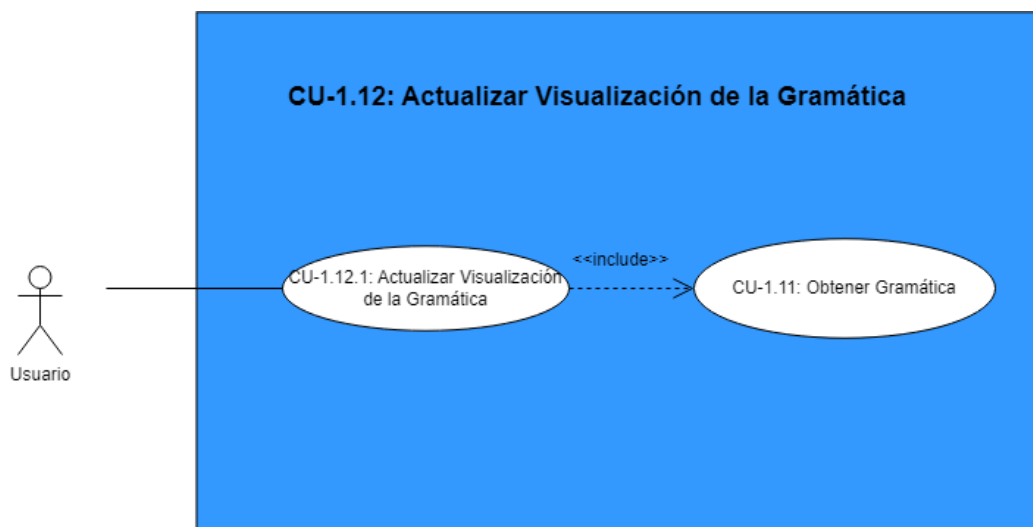 CU-1.12: Actualizar Visualización de la Gramática
<<include>>
CU-1.12.1: Actualizar Visualización
de la Gramática
CU-1.11: Obtener Gramática
Usuario